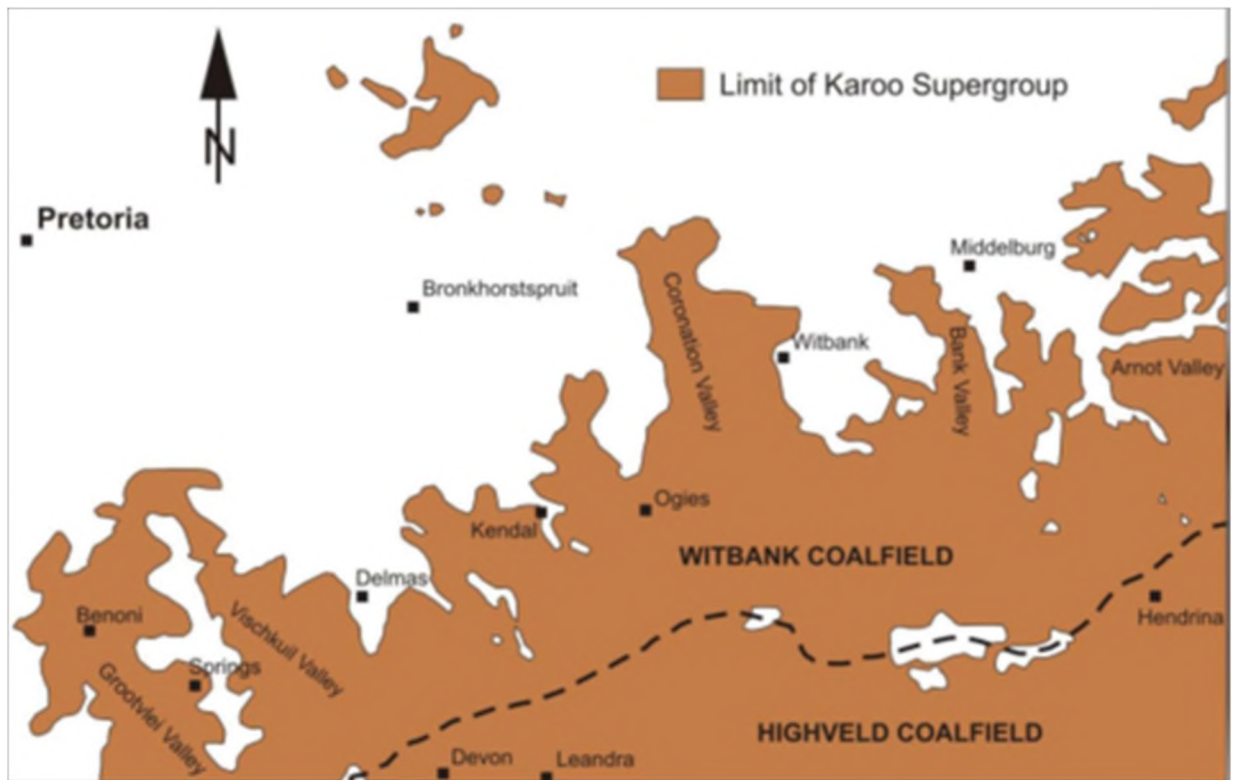 Limit of Karoo Supergroup
N
Pretoria
Middelburg
Bronkhorstspruit
Coronation Valley
Witbank
Bank Valley
Arnot Valley
Ogies
Kendal
WITBANK COALFIELD
Delmas
Hendrina
Benoni
Vischkuil Valley
Springs
Grootvlei Valley
HIGHVELD COALFIELD
Devon
Leandra